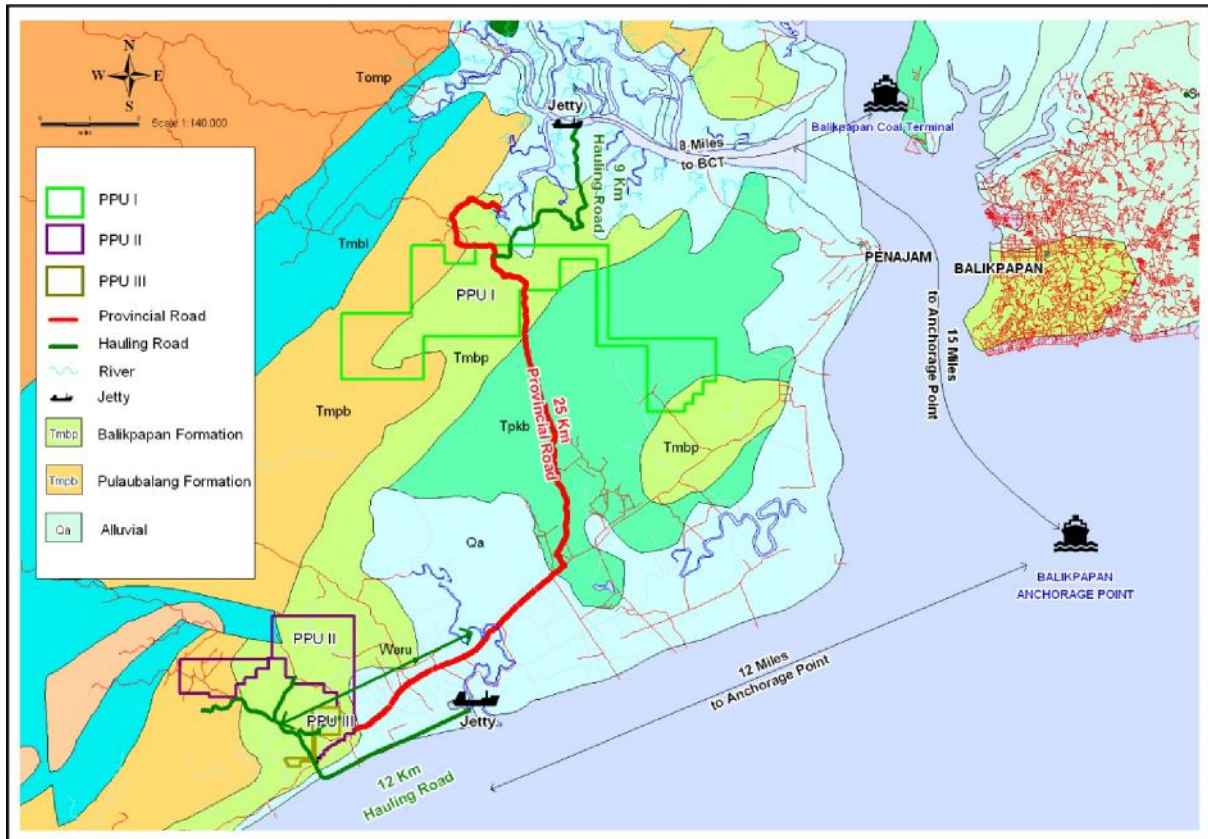 N
W E
S
Scale 1:140.000
PPU I
PPU II
PPU III
Provincial Road
Hauling Road
River
Jetty
Tmbp Balikpapan Formation
Tmpb Pulaubalang Formation
Qa Alluvial
Tomp
Jetty
9 Km
Hauling Road
8 Miles
to BCT
Balikpapan Coal Terminal
Tmbl
PPU I
PENAJAM
BALIKPAPAN
15 Miles
to Anchorage Point
Tmbp
Tmpb
25 Km
Provincial Road
Tpkb
Tmbp
Qa
BALIKPAPAN
ANCHORAGE POINT
PPU II
Waru
12 Miles
to Anchorage Point
PPU III
Jetty
12 Km
Hauling Road